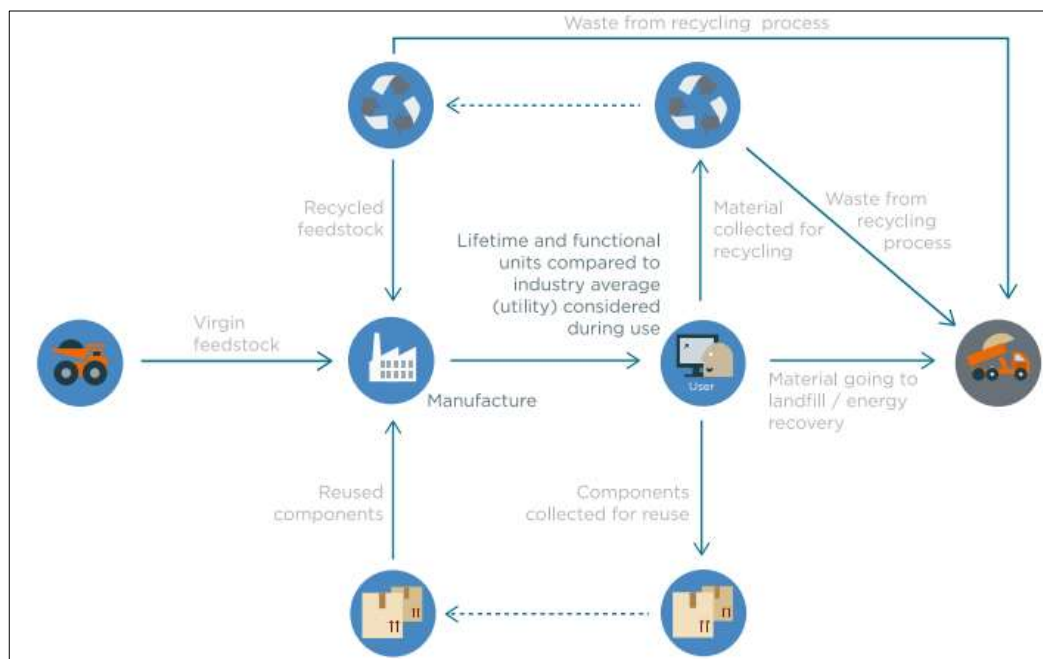 Waste from recycling process
Recycled
feedstock
Material
collected for
recycling
Waste from
recycling
process
Lifetime and functional
units compared to
industry average
(utility) considered
during use
Virgin
feedstock
Manufacture
User
Material going to
landfill / energy
recovery
Reused
components
Components
collected for reuse